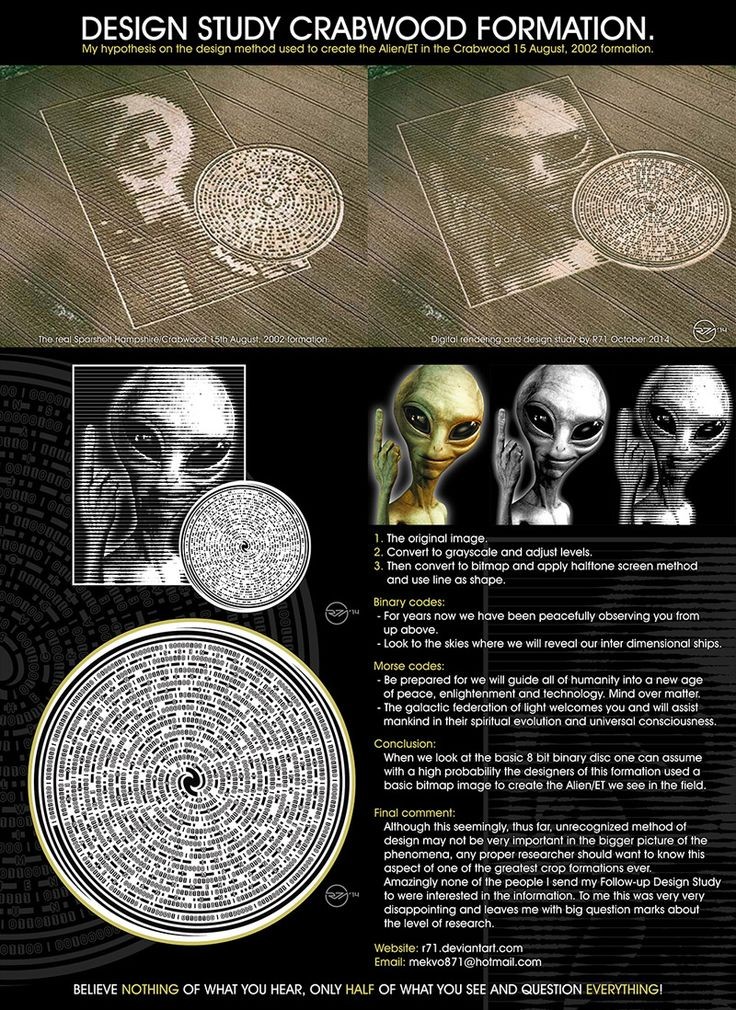 DESIGN STUDY CRABWOOD FORMATION.
My hypothesis on the design method used to create the Alien/ET in the Crabwood 15 August, 2002 formation.
The real Sparsholt Hampshire/Crabwood 15th August, 2002 formation.
Digital rendering and design study by R71 October 2014.
R71 '14
1. The original image.
2. Convert to grayscale and adjust levels.
3. Then convert to bitmap and apply halftone screen method
and use line as shape.
R71 '14
Binary codes:
- For years now we have been peacefully observing you from
up above.
- Look to the skies where we will reveal our inter dimensional ships.
Morse codes:
- Be prepared for we will guide all of humanity into a new age
of peace, enlightenment and technology. Mind over matter.
- The galactic federation of light welcomes you and will assist
mankind in their spiritual evolution and universal consciousness.
Conclusion:
When we look at the basic 8 bit binary disc one can assume
with a high probability the designers of this formation used a
basic bitmap image to create the Alien/ET we see in the field.
Final comment:
Although this seemingly, thus far, unrecognized method of
design may not be very important in the bigger picture of the
phenomena, any proper researcher should want to know this
aspect of one of the greatest crop formations ever.
Amazingly none of the people I send my Follow-up Design Study
to were interested in the information. To me this was very very
disappointing and leaves me with big question marks about
the level of research.
R71 '14
Website: r71.deviantart.com
Email: mekvo871@hotmail.com
BELIEVE NOTHING OF WHAT YOU HEAR, ONLY HALF OF WHAT YOU SEE AND QUESTION EVERYTHING!